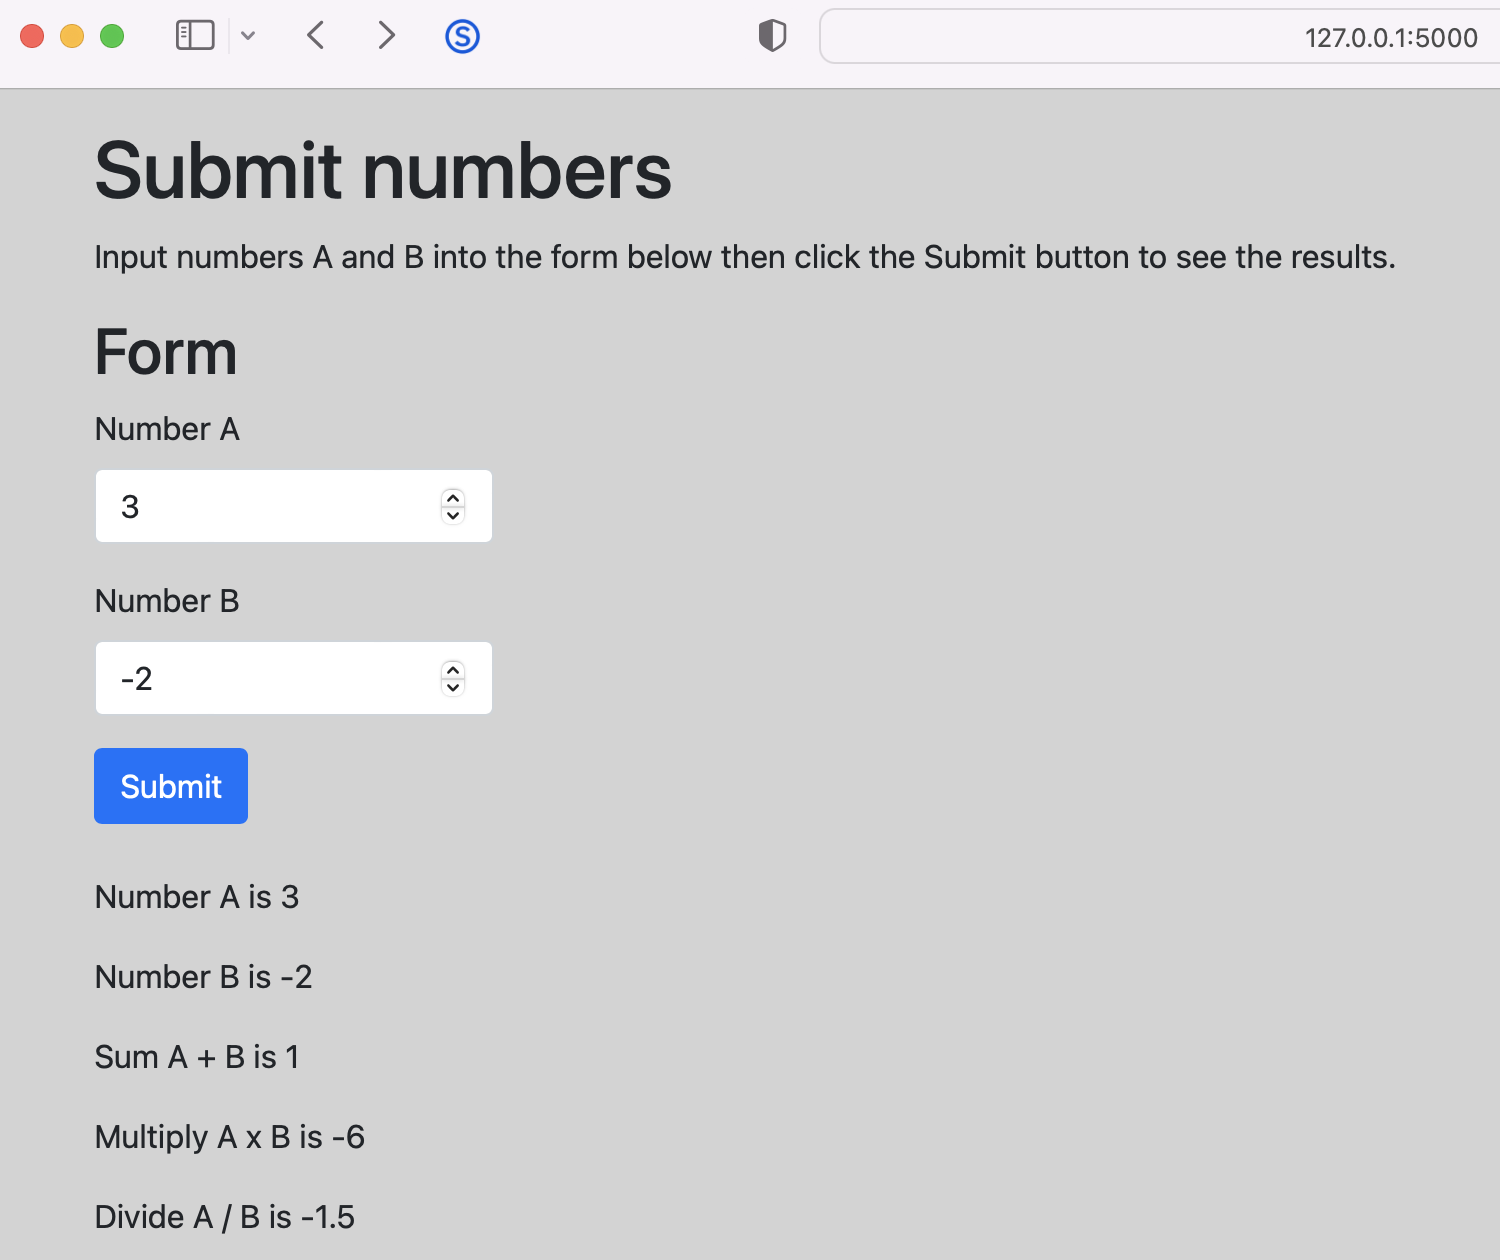 127.0.0.1:5000
Submit numbers
Input numbers A and B into the form below then click the Submit button to see the results.
Form
Number A
3
Number B
-2
Submit
Number A is 3
Number B is -2
Sum A + B is 1
Multiply A x B is -6
Divide A / B is -1.5